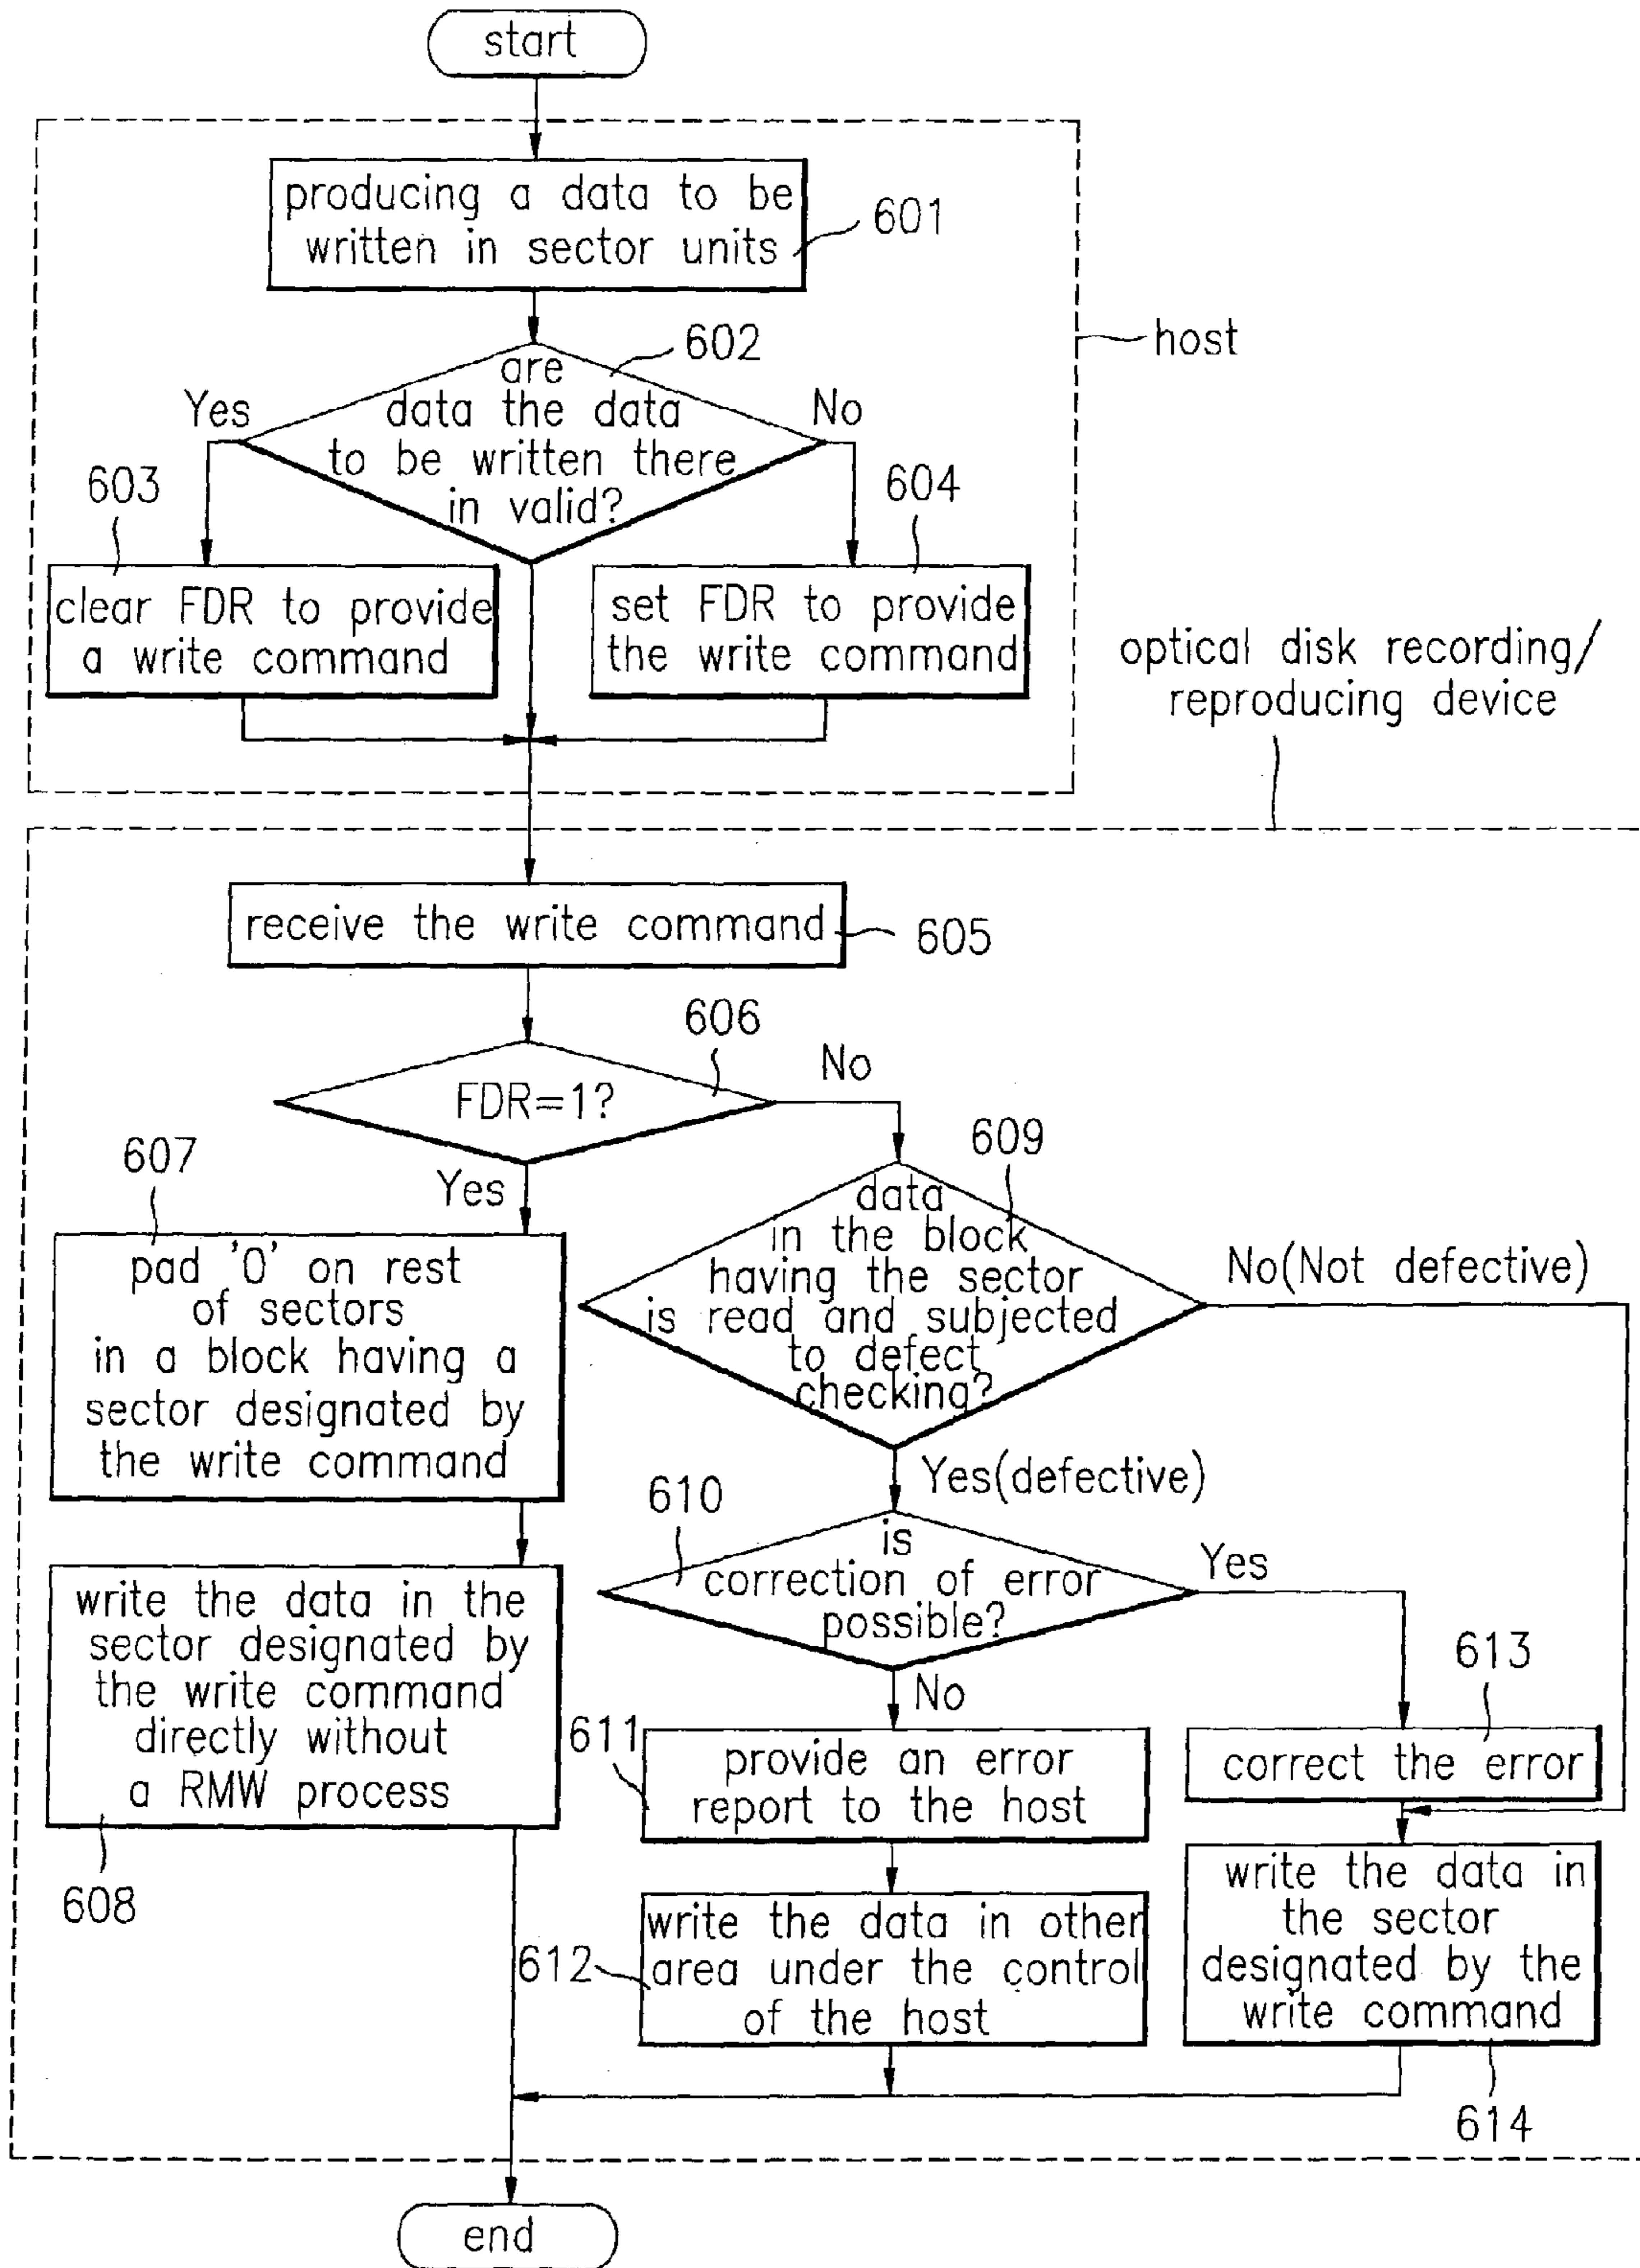 start
producing a data to be
written in sector units
601
602
are
data the data
to be written there
in valid?
Yes
No
603
604
clear FDR to provide
a write command
set FDR to provide
the write command
host
optical disk recording/
reproducing device
receive the write command
605
606
FDR=1?
No
Yes
607
pad '0' on rest
of sectors
in a block having a
sector designated by
the write command
609
data
in the block
having the sector
is read and subjected
to defect
checking?
No(Not defective)
Yes(defective)
608
write the data in the
sector designated by
the write command
directly without
a RMW process
610
is
correction of error
possible?
Yes
No
611
provide an error
report to the host
613
correct the error
612
write the data in other
area under the control
of the host
write the data in
the sector
designated by the
write command
614
end